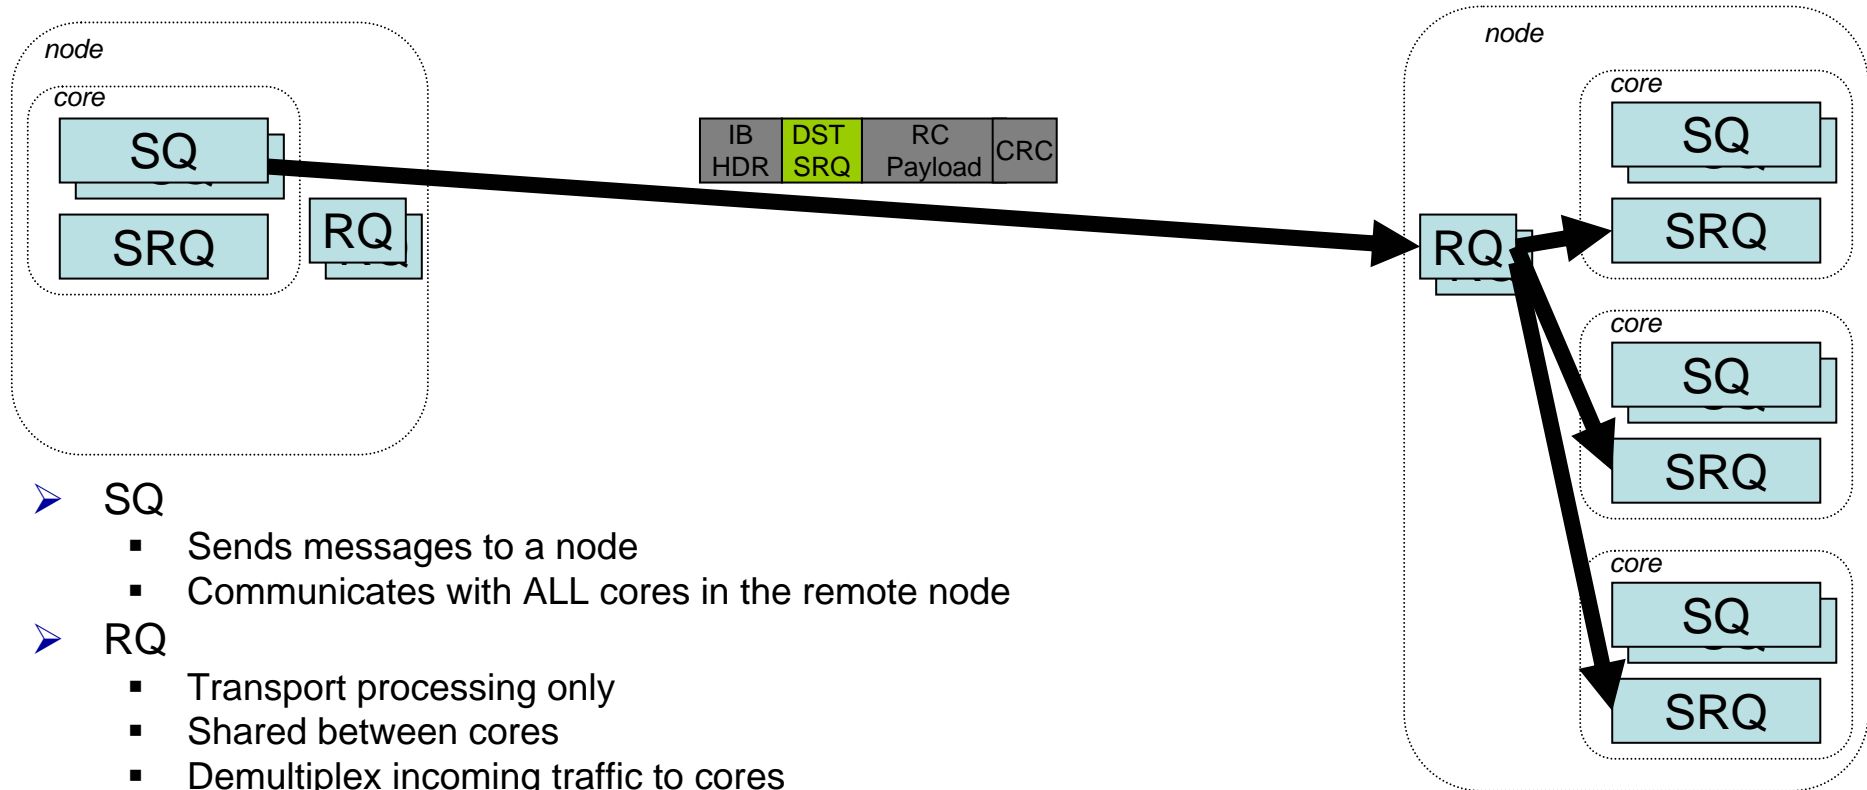 node
core
SQ
SRQ
RQ
IB HDR
DST SRQ
RC Payload
CRC
node
RQ
core
SQ
SRQ
core
SQ
SRQ
core
SQ
SRQ
SQ
Sends messages to a node
Communicates with ALL cores in the remote node
RQ
Transport processing only
Shared between cores
Demultiplex incoming traffic to cores